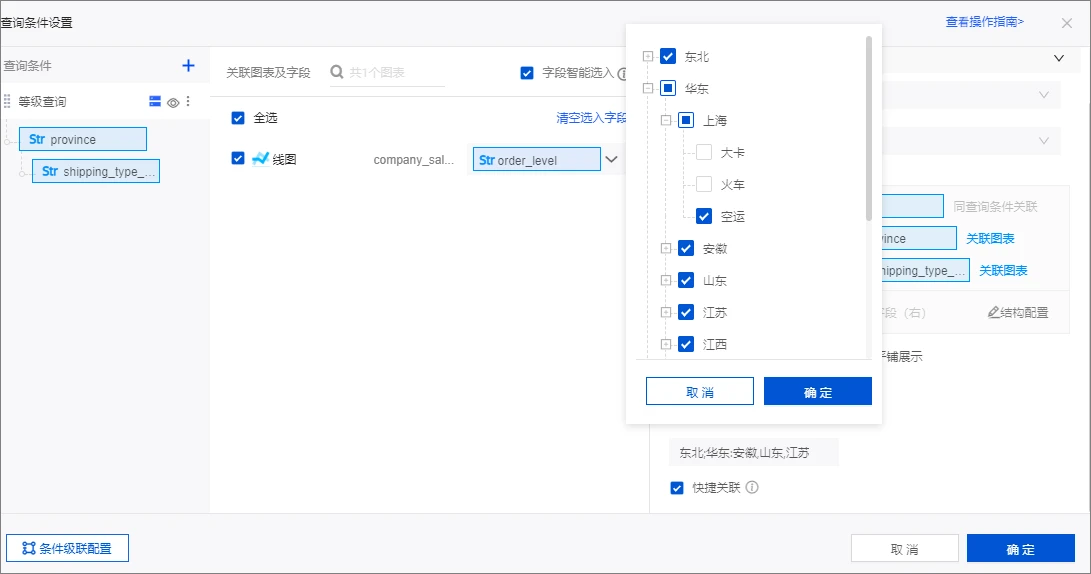 查询条件设置
查看操作指南>
查询条件
等级查询
Str province
Str shipping_type_...
关联图表及字段
共1个图表
字段智能选入
全选
清空选入字段
线图
company_sal...
Str order_level
东北
华东
上海
大卡
火车
空运
安徽
山东
江苏
江西
取消
确定
同查询条件关联
ince
关联图表
hipping_type_...
关联图表
段（右）
结构配置
平铺展示
东北;华东:安徽,山东,江苏
快捷关联
条件级联配置
取消
确定